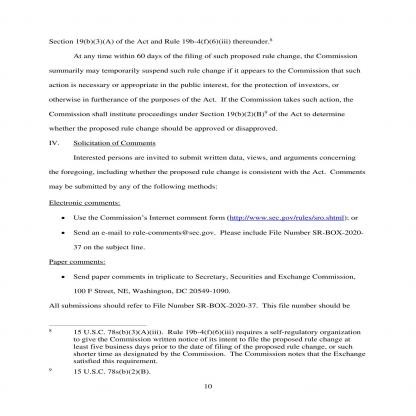 Section 19(b)(3)(A) of the Act and Rule 19b-4(f)(6)(iii) thereunder.8
At any time within 60 days of the filing of such proposed rule change, the Commission
summarily may temporarily suspend such rule change if it appears to the Commission that such
action is necessary or appropriate in the public interest, for the protection of investors, or
otherwise in furtherance of the purposes of the Act. If the Commission takes such action, the
Commission shall institute proceedings under Section 19(b)(2)(B)9 of the Act to determine
whether the proposed rule change should be approved or disapproved.
IV. Solicitation of Comments
Interested persons are invited to submit written data, views, and arguments concerning
the foregoing, including whether the proposed rule change is consistent with the Act. Comments
may be submitted by any of the following methods:
Electronic comments:
• Use the Commission's Internet comment form (http://www.sec.gov/rules/sro.shtml); or
• Send an e-mail to rule-comments@sec.gov. Please include File Number SR-BOX-2020-
37 on the subject line.
Paper comments:
• Send paper comments in triplicate to Secretary, Securities and Exchange Commission,
100 F Street, NE, Washington, DC 20549-1090.
All submissions should refer to File Number SR-BOX-2020-37. This file number should be
8 15 U.S.C. 78s(b)(3)(A)(iii). Rule 19b-4(f)(6)(iii) requires a self-regulatory organization
to give the Commission written notice of its intent to file the proposed rule change at
least five business days prior to the date of filing of the proposed rule change, or such
shorter time as designated by the Commission. The Commission notes that the Exchange
satisfied this requirement.
9 15 U.S.C. 78s(b)(2)(B).
10